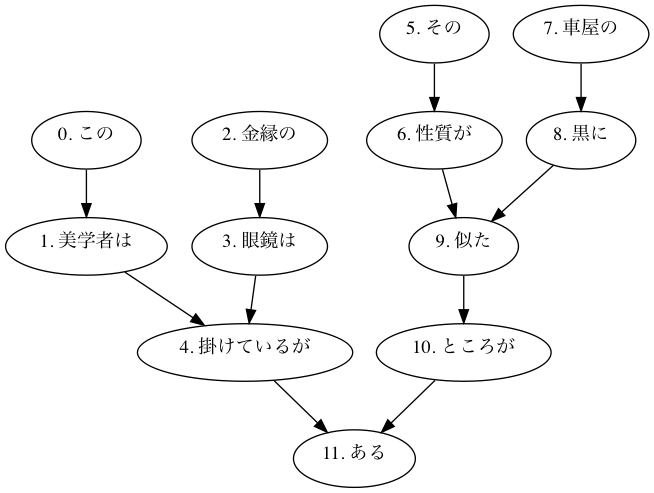 5. その
7. 車屋の
0. この
2. 金縁の
6. 性質が
8. 黒に
1. 美学者は
3. 眼鏡は
9. 似た
4. 掛けているが
10. ところが
11. ある